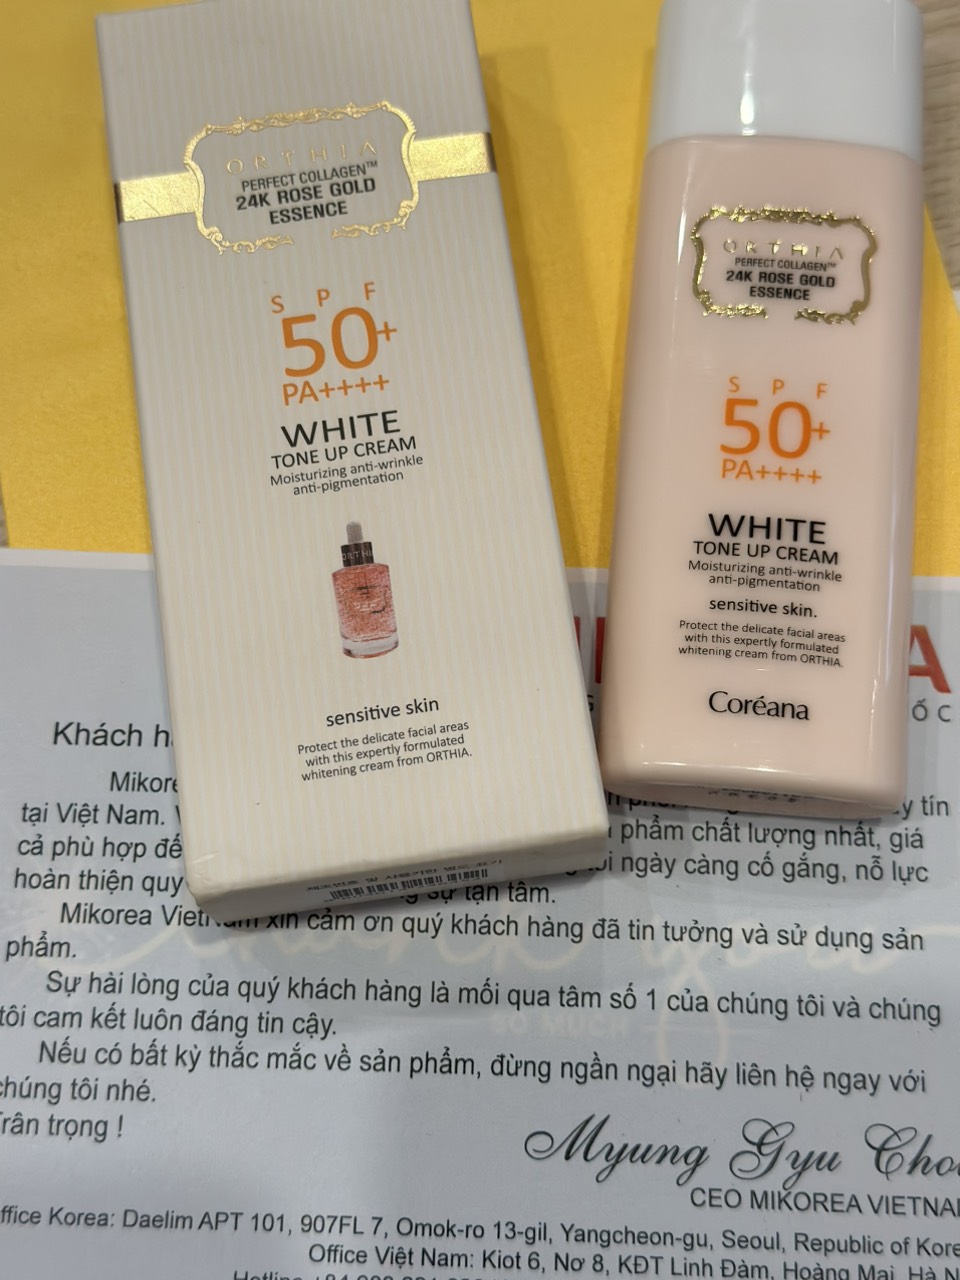 ORTHIA
PERFECT COLLAGEN™
24K ROSE GOLD
ESSENCE
SPF
50+
PA++++
WHITE
TONE UP CREAM
Moisturizing anti-wrinkle
anti-pigmentation
ORTHIA
sensitive skin
Protect the delicate facial areas
with this expertly formulated
whitening cream from ORTHIA.
ORTHIA
PERFECT COLLAGEN™
24K ROSE GOLD
ESSENCE
SPF
50+
PA++++
WHITE
TONE UP CREAM
Moisturizing anti-wrinkle
anti-pigmentation
sensitive skin.
Protect the delicate facial areas
with this expertly formulated
whitening cream from ORTHIA.
Coréana
A
ỐC
Khách h
Mikore
tại Việt Nam. y tín
cả phù hợp đế phẩm chất lượng nhất, giá
hoàn thiện quy ngày càng cố gắng, nỗ lực
sự tận tâm.
Mikorea Vietnam xin cảm ơn quý khách hàng đã tin tưởng và sử dụng sản
phẩm.
Sự hài lòng của quý khách hàng là mối qua tâm số 1 của chúng tôi và chúng
tôi cam kết luôn đáng tin cậy.
Nếu có bất kỳ thắc mắc về sản phẩm, đừng ngần ngại hãy liên hệ ngay với
chúng tôi nhé.
Trân trọng !
Myung Gyu Choi
CEO MIKOREA VIETNAM
Office Korea: Daelim APT 101, 907FL 7, Omok-ro 13-gil, Yangcheon-gu, Seoul, Republic of Kore
Office Việt Nam: Kiot 6, Nơ 8, KĐT Linh Đàm, Hoàng Mai, Hà N